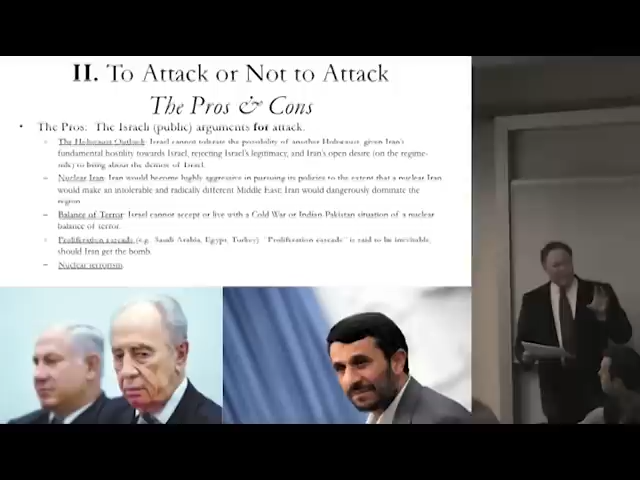 II. To Attack or Not to Attack
The Pros & Cons
• The Pros: The Israeli (public) arguments for attack.
– The Holocaust Outlook: Israel cannot tolerate the possibility of another Holocaust, given Iran's
fundamental hostility towards Israel, rejecting Israel's legitimacy, and Iran's open desire (on the regime-
side) to bring about the demise of Israel.
– Nuclear Iran: Iran would become highly aggressive in pursuing its policies to the extent that a nuclear Iran
would make an intolerable and radically different Middle East: Iran would dangerously dominate the
region.
– Balance of Terror: Israel cannot accept or live with a Cold War or Indian-Pakistan situation of a nuclear
balance of terror.
– Proliferation cascade (e.g. Saudi Arabia, Egypt, Turkey) "Proliferation cascade" is said to be inevitable,
should Iran get the bomb.
– Nuclear terrorism